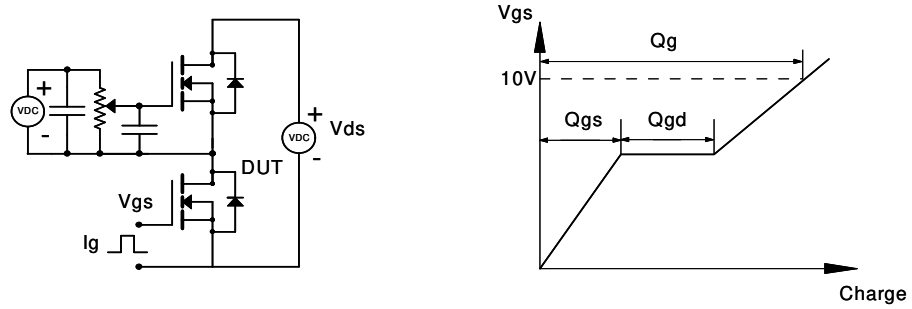 +
VDC
-
+
VDC
-
Vds
DUT
Vgs
Ig
Vgs
Qg
10V
Qgs
Qgd
Charge